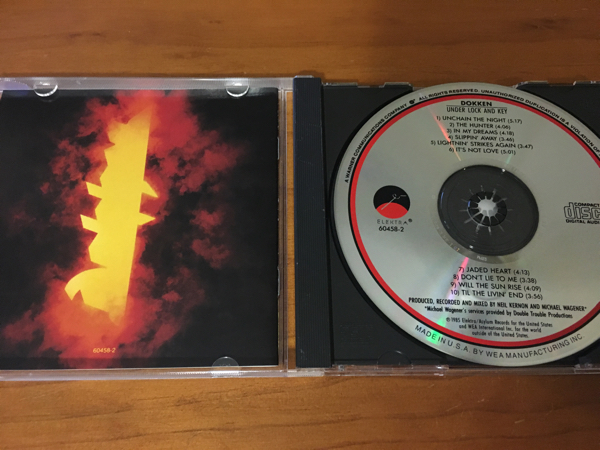 60458-2
A WARNER COMMUNICATIONS COMPANY
ALL RIGHTS RESERVED. UNAUTHORIZED DUPLICATION IS A VIOLATION OF
DOKKEN
UNDER LOCK AND KEY
1) UNCHAIN THE NIGHT (5:17)
2) THE HUNTER (4:06)
3) IN MY DREAMS (4:18)
4) SLIPPIN' AWAY (3:46)
5) LIGHTNIN' STRIKES AGAIN (3:47)
6) IT'S NOT LOVE (5:01)
ELEKTRA®
60458-2
COMPACT
disc
DIGITAL AUDIO
7) JADED HEART (4:13)
8) DON'T LIE TO ME (3:38)
9) WILL THE SUN RISE (4:09)
10) TIL THE LIVIN' END (3:56)
PRODUCED, RECORDED AND MIXED BY NEIL KERNON AND MICHAEL WAGENER*
*Michael Wagener's services provided by Double Trouble Productions
℗ 1985 Elektra/Asylum Records for the United States
and WEA International Inc. for the world
outside of the United States.
MADE IN U.S.A. BY WEA MANUFACTURING INC.